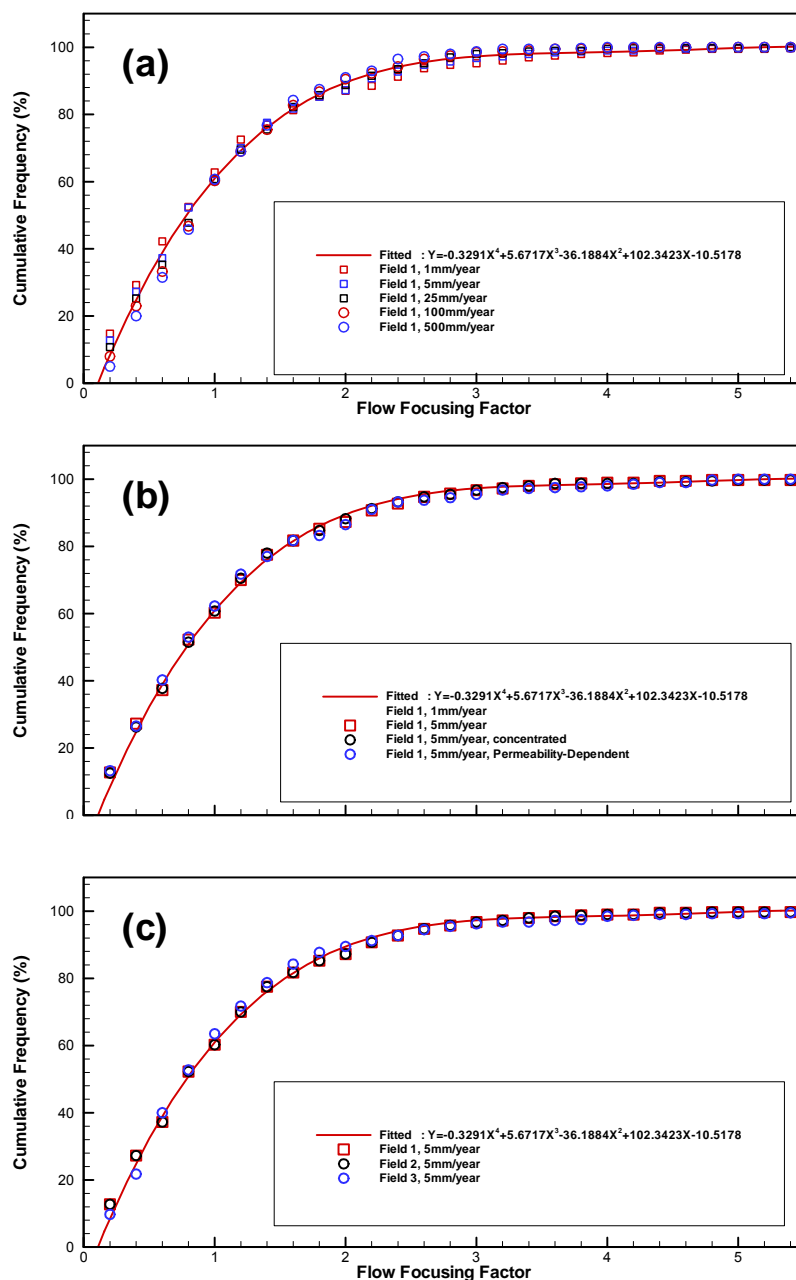 (a)
100
80
60
40
20
0
Cumulative Frequency (%)
Fitted : Y=-0.3291X⁴+5.6717X³-36.1884X²+102.3423X-10.5178
Field 1, 1mm/year
Field 1, 5mm/year
Field 1, 25mm/year
Field 1, 100mm/year
Field 1, 500mm/year
0 1 2 3 4 5
Flow Focusing Factor
(b)
100
80
60
40
20
0
Cumulative Frequency (%)
Fitted : Y=-0.3291X⁴+5.6717X³-36.1884X²+102.3423X-10.5178
Field 1, 1mm/year
Field 1, 5mm/year
Field 1, 5mm/year, concentrated
Field 1, 5mm/year, Permeability-Dependent
(c)
100
80
60
40
20
0
Cumulative Frequency (%)
Fitted : Y=-0.3291X⁴+5.6717X³-36.1884X²+102.3423X-10.5178
Field 1, 5mm/year
Field 2, 5mm/year
Field 3, 5mm/year
0 1 2 3 4 5
Flow Focusing Factor